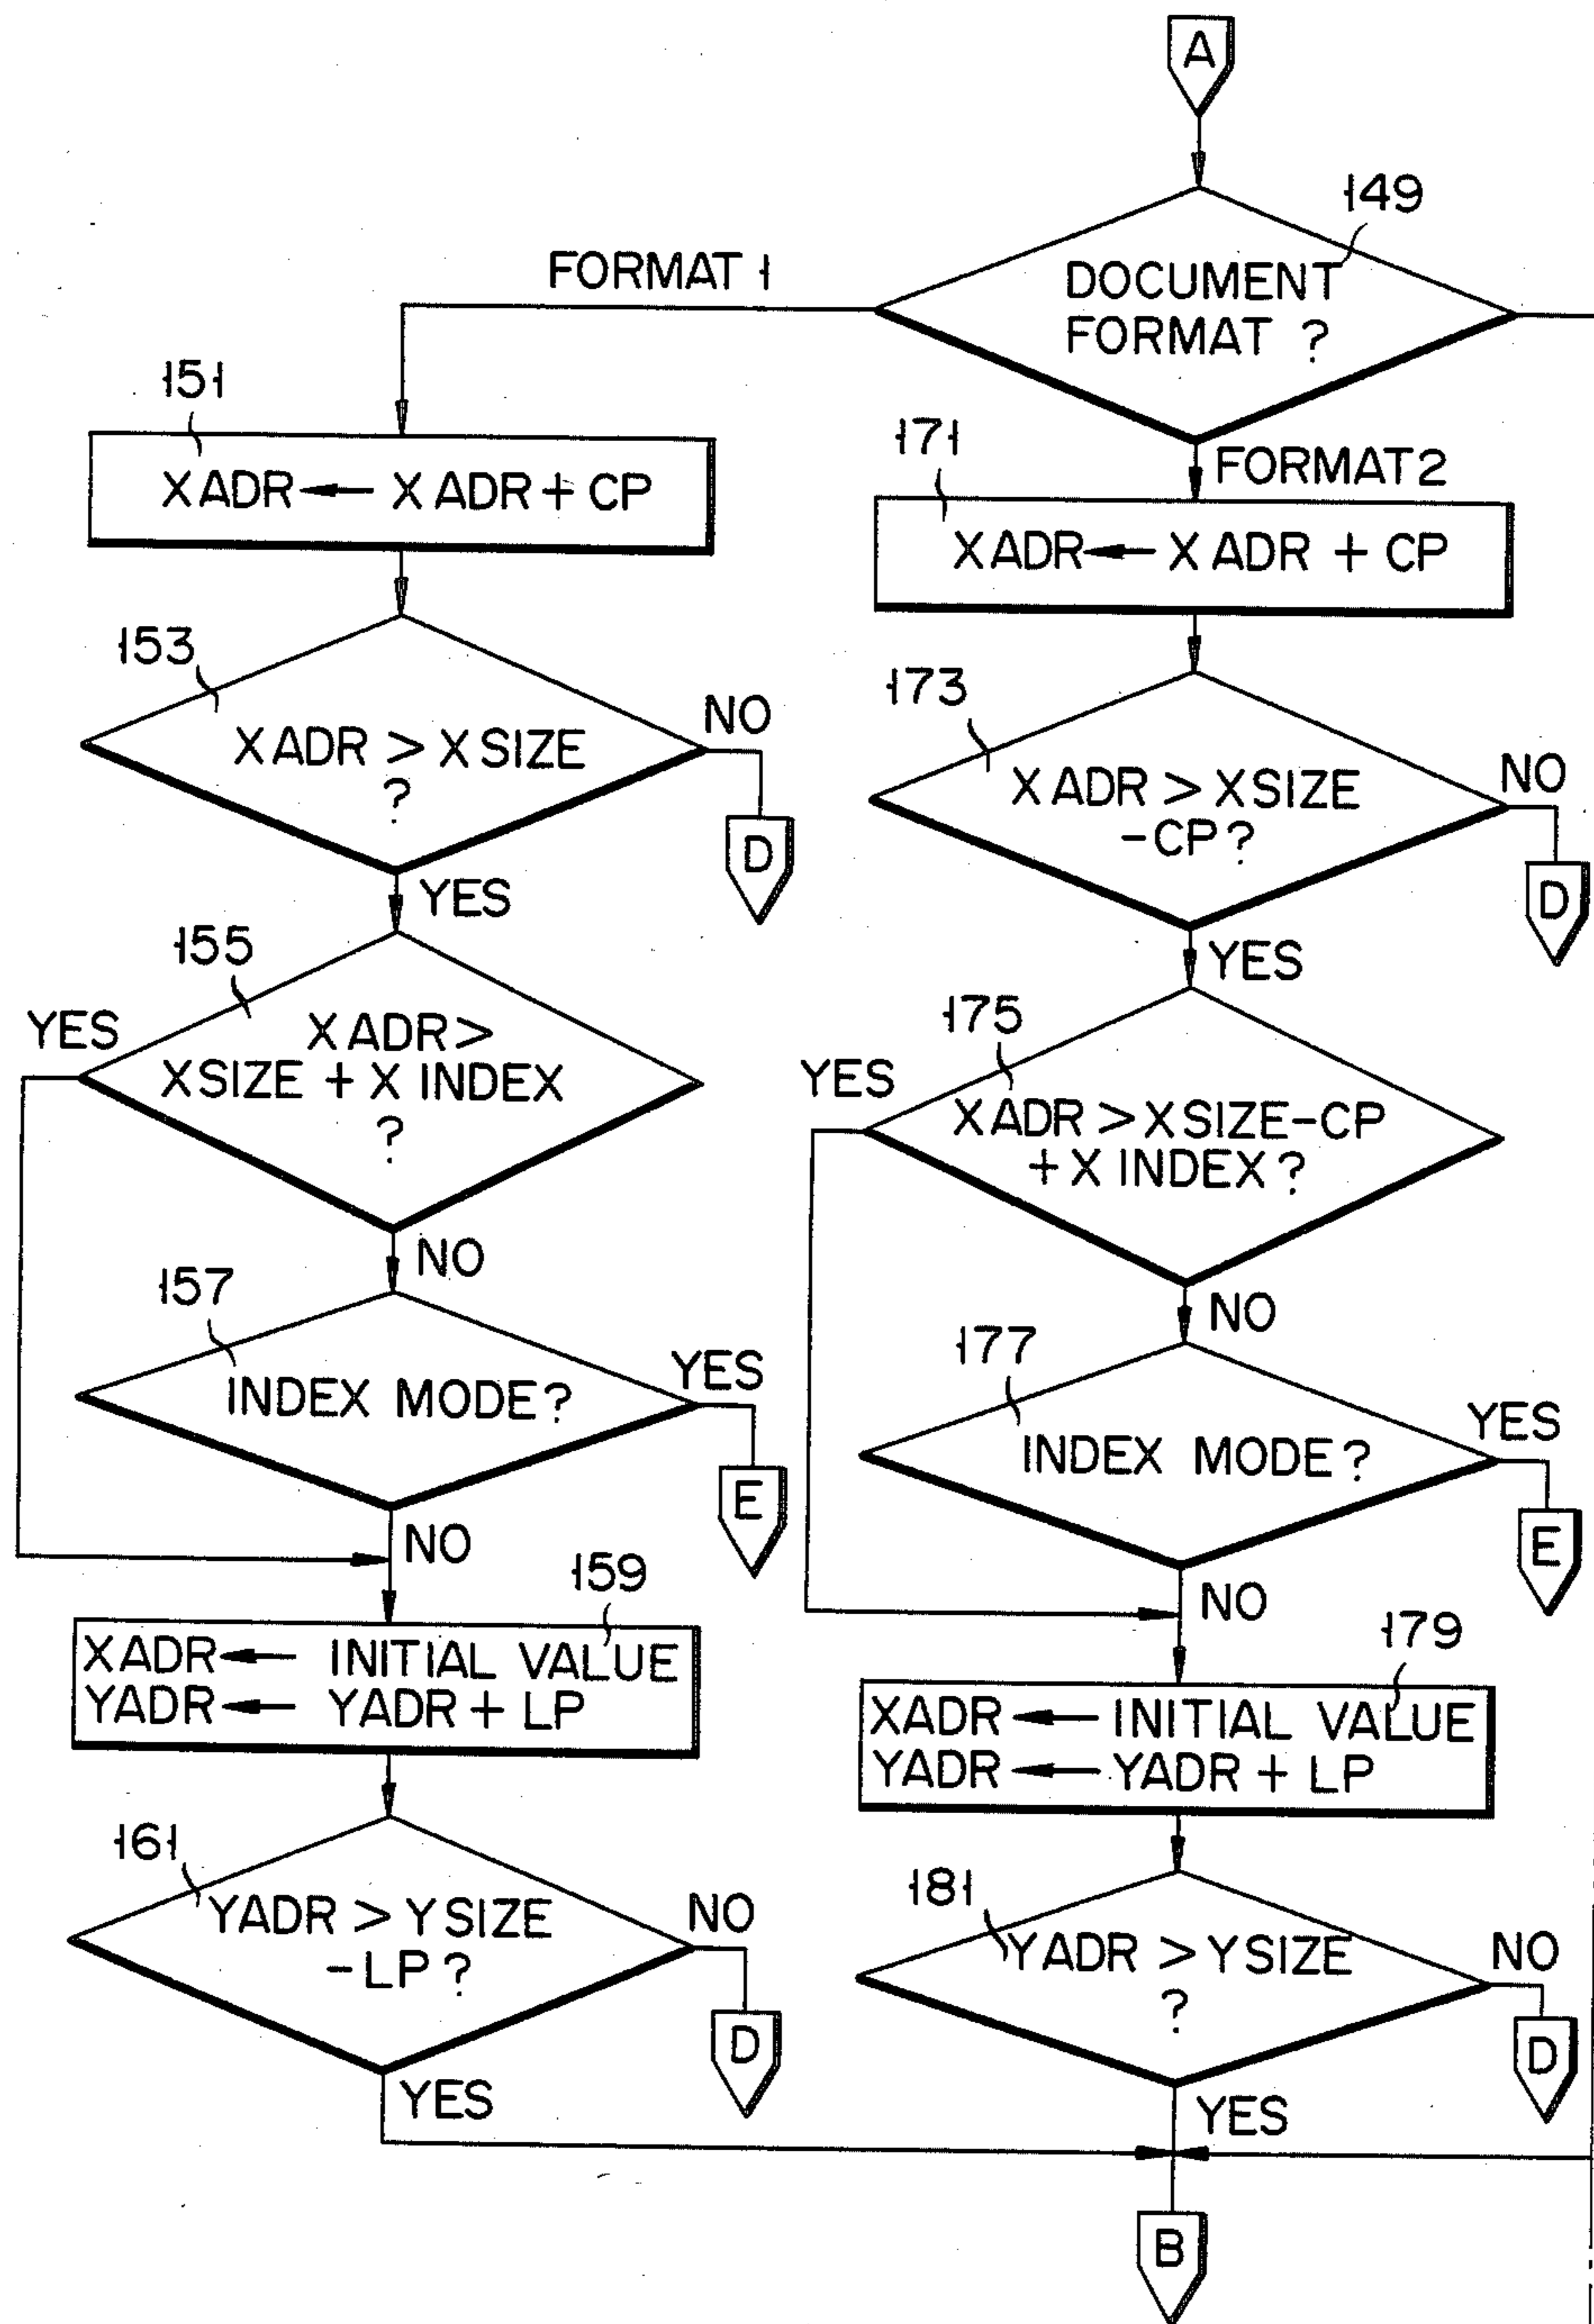 A
149
DOCUMENT
FORMAT ?
FORMAT 1
151
XADR ← XADR + CP
153
XADR > XSIZE
?
NO
D
YES
155
XADR >
XSIZE + X INDEX
?
YES
NO
157
INDEX MODE?
YES
E
NO
159
XADR ← INITIAL VALUE
YADR ← YADR + LP
161
YADR > YSIZE
-LP?
NO
D
YES
FORMAT 2
171
XADR ← XADR + CP
173
XADR > XSIZE
-CP?
NO
D
YES
175
XADR > XSIZE-CP
+ X INDEX?
YES
NO
177
INDEX MODE?
YES
E
NO
179
XADR ← INITIAL VALUE
YADR ← YADR + LP
181
YADR > YSIZE
?
NO
D
YES
B